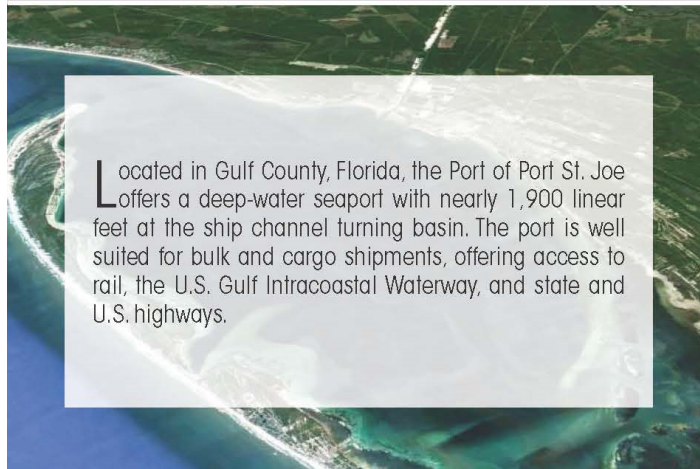 Located in Gulf County, Florida, the Port of Port St. Joe
offers a deep-water seaport with nearly 1,900 linear
feet at the ship channel turning basin. The port is well
suited for bulk and cargo shipments, offering access to
rail, the U.S. Gulf Intracoastal Waterway, and state and
U.S. highways.